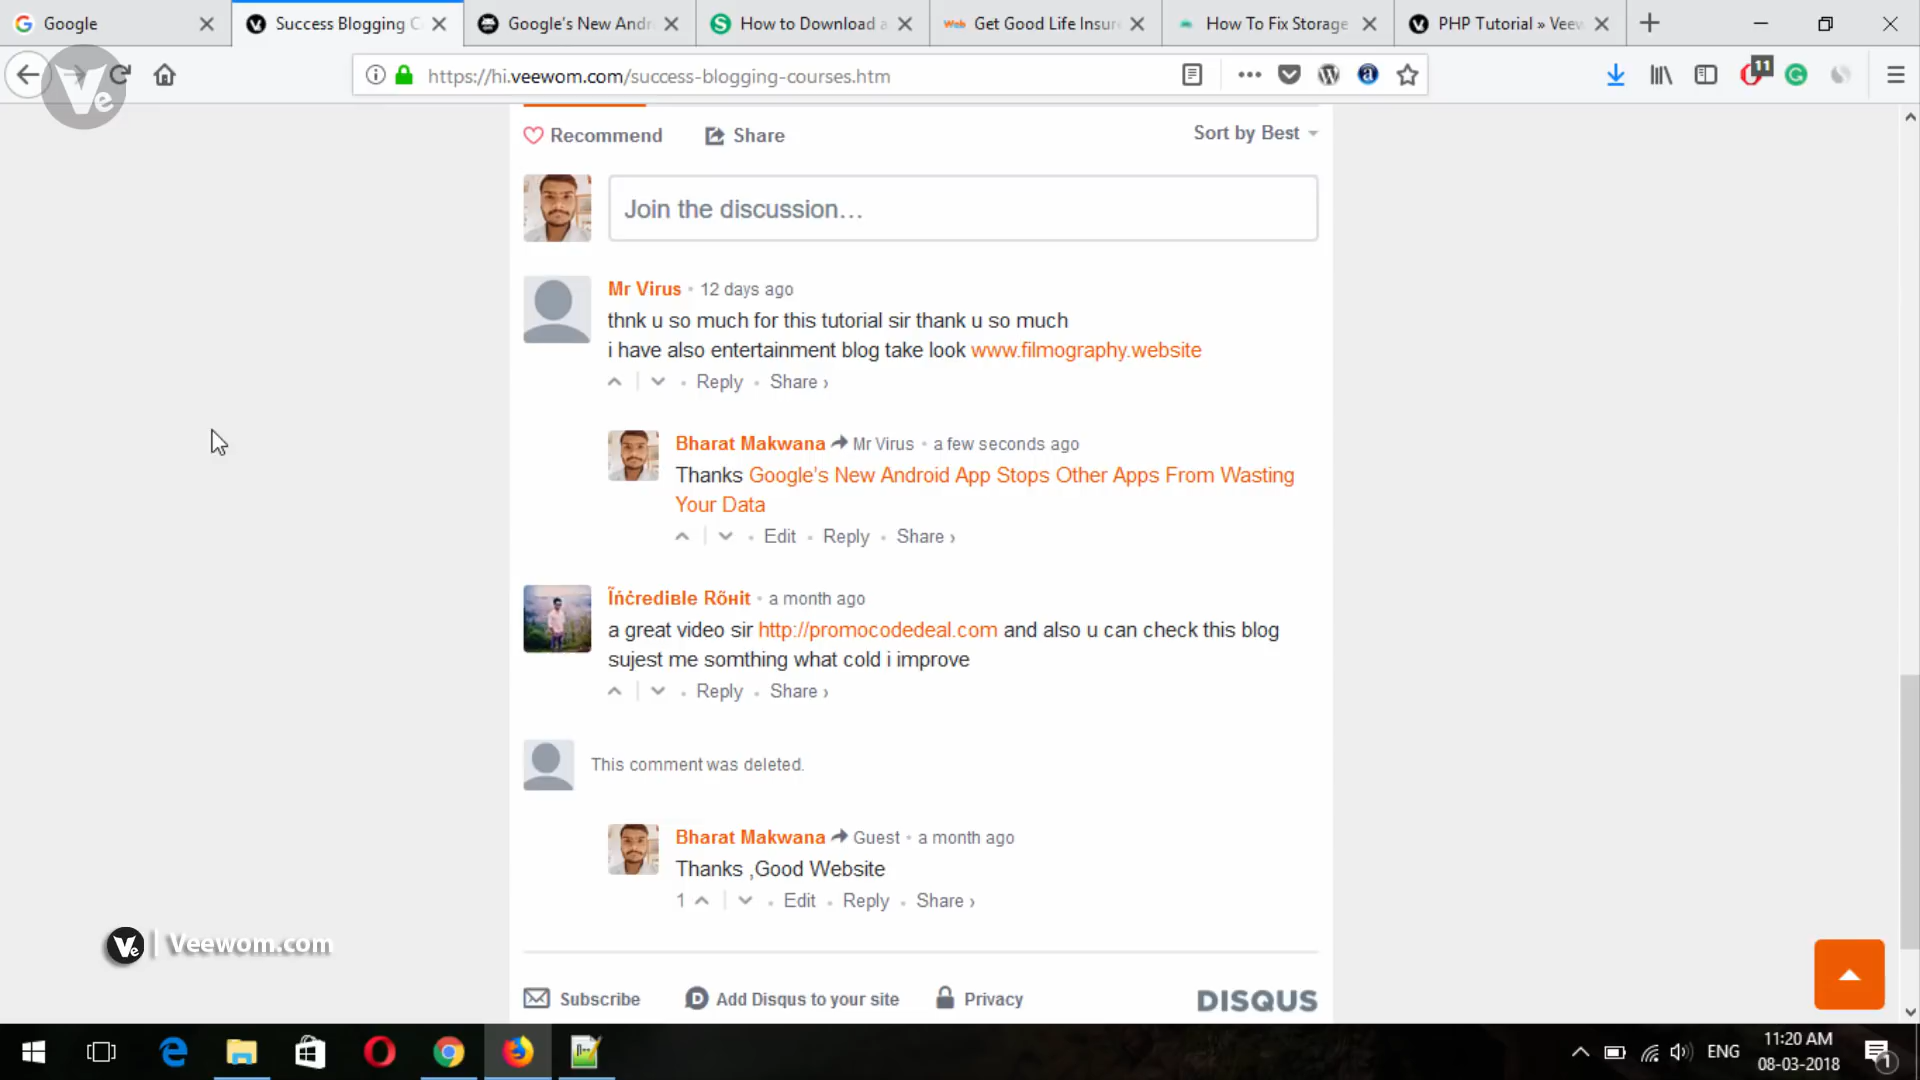 Google
Success Blogging C
Google's New Andr
How to Download a
Web Get Good Life Insur
How To Fix Storage
PHP Tutorial » Veew
https://hi.veewom.com/success-blogging-courses.htm
11
Ve
Recommend
Share
Sort by Best
Join the discussion…
Mr Virus • 12 days ago
thnk u so much for this tutorial sir thank u so much
i have also entertainment blog take look www.filmography.website
Reply • Share ›
Bharat Makwana Mr Virus • a few seconds ago
Thanks Google's New Android App Stops Other Apps From Wasting
Your Data
Edit • Reply • Share ›
Ĩńċrediвle Rõнit • a month ago
a great video sir http://promocodedeal.com and also u can check this blog
sujest me somthing what cold i improve
Reply • Share ›
This comment was deleted.
Bharat Makwana Guest • a month ago
Thanks ,Good Website
1 • Edit • Reply • Share ›
Ve | Veewom.com
Subscribe
Add Disqus to your site
Privacy
DISQUS
ENG
11:20 AM
08-03-2018
1